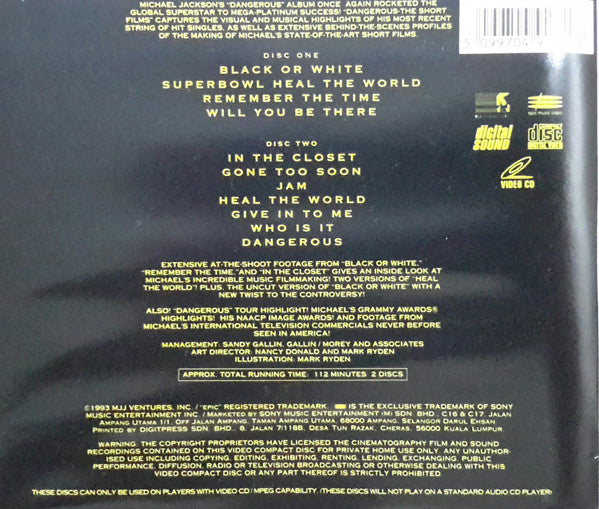 MICHAEL JACKSON'S "DANGEROUS" ALBUM ONCE AGAIN ROCKETED THE
GLOBAL SUPERSTAR TO MEGA-PLATINUM SUCCESS! "DANGEROUS-THE SHORT
FILMS" CAPTURES THE VISUAL AND MUSICAL HIGHLIGHTS OF HIS MOST RECENT
STRING OF HIT SINGLES, AS WELL AS EXTENSIVE BEHIND-THE-SCENES PROFILES
OF THE MAKING OF MICHAEL'S STATE-OF-THE-ART SHORT FILMS.
DISC ONE
BLACK OR WHITE
SUPERBOWL HEAL THE WORLD
REMEMBER THE TIME
WILL YOU BE THERE
digital SOUND
COMPACT disc DIGITAL VIDEO
VIDEO CD
DISC TWO
IN THE CLOSET
GONE TOO SOON
JAM
HEAL THE WORLD
GIVE IN TO ME
WHO IS IT
DANGEROUS
EXTENSIVE AT-THE-SHOOT FOOTAGE FROM "BLACK OR WHITE,"
"REMEMBER THE TIME," AND "IN THE CLOSET" GIVES AN INSIDE LOOK AT
MICHAEL'S INCREDIBLE MUSIC FILMMAKING! TWO VERSIONS OF "HEAL
THE WORLD"! PLUS, THE UNCUT VERSION OF "BLACK OR WHITE" WITH A
NEW TWIST TO THE CONTROVERSY!
ALSO! "DANGEROUS" TOUR HIGHLIGHT! MICHAEL'S GRAMMY AWARDS®
HIGHLIGHTS! HIS NAACP IMAGE AWARDS! AND FOOTAGE FROM
MICHAEL'S INTERNATIONAL TELEVISION COMMERCIALS NEVER BEFORE
SEEN IN AMERICA!
MANAGEMENT: SANDY GALLIN, GALLIN / MOREY AND ASSOCIATES
ART DIRECTOR: NANCY DONALD AND MARK RYDEN
ILLUSTRATION: MARK RYDEN
APPROX. TOTAL RUNNING TIME: 112 MINUTES 2 DISCS
©1993 MJJ VENTURES, INC. / "EPIC" REGISTERED TRADEMARK. IS THE EXCLUSIVE TRADEMARK OF SONY
MUSIC ENTERTAINMENT INC. / MARKETED BY SONY MUSIC ENTERTAINMENT (M) SDN. BHD., C16 & C17, JALAN
AMPANG UTAMA 1/1, OFF JALAN AMPANG, TAMAN AMPANG UTAMA, 68000 AMPANG, SELANGOR DARUL EHSAN.
PRINTED BY DIGITPRESS SDN. BHD. 8, JALAN 7/118B, DESA TUN RAZAK, CHERAS, 56000 KUALA LUMPUR.
WARNING: THE COPYRIGHT PROPRIETORS HAVE LICENSED THE CINEMATOGRAPHY FILM AND SOUND
RECORDINGS CONTAINED ON THIS VIDEO COMPACT DISC FOR PRIVATE HOME USE ONLY. ANY UNAUTHOR-
ISED USE INCLUDING COPYING, EDITING, EXHIBITING, RENTING, LENDING, EXCHANGING, PUBLIC
PERFORMANCE, DIFFUSION, RADIO OR TELEVISION BROADCASTING OR OTHERWISE DEALING WITH THIS
VIDEO COMPACT DISC OR ANY PART THEREOF IS STRICTLY PROHIBITED.
THESE DISCS CAN ONLY BE USED ON PLAYERS WITH VIDEO CD / MPEG CAPABILITY. (THESE DISCS WILL NOT PLAY ON A STANDARD AUDIO CD PLAYER)